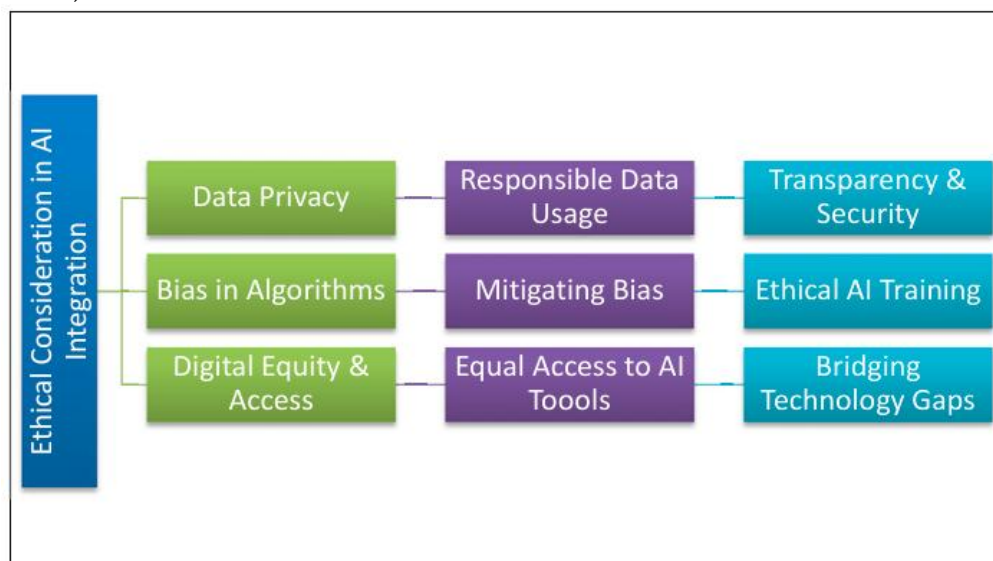 Ethical Consideration in AI
Integration
Data Privacy
Responsible Data
Usage
Transparency &
Security
Bias in Algorithms
Mitigating Bias
Ethical AI Training
Digital Equity &
Access
Equal Access to AI
Toools
Bridging
Technology Gaps